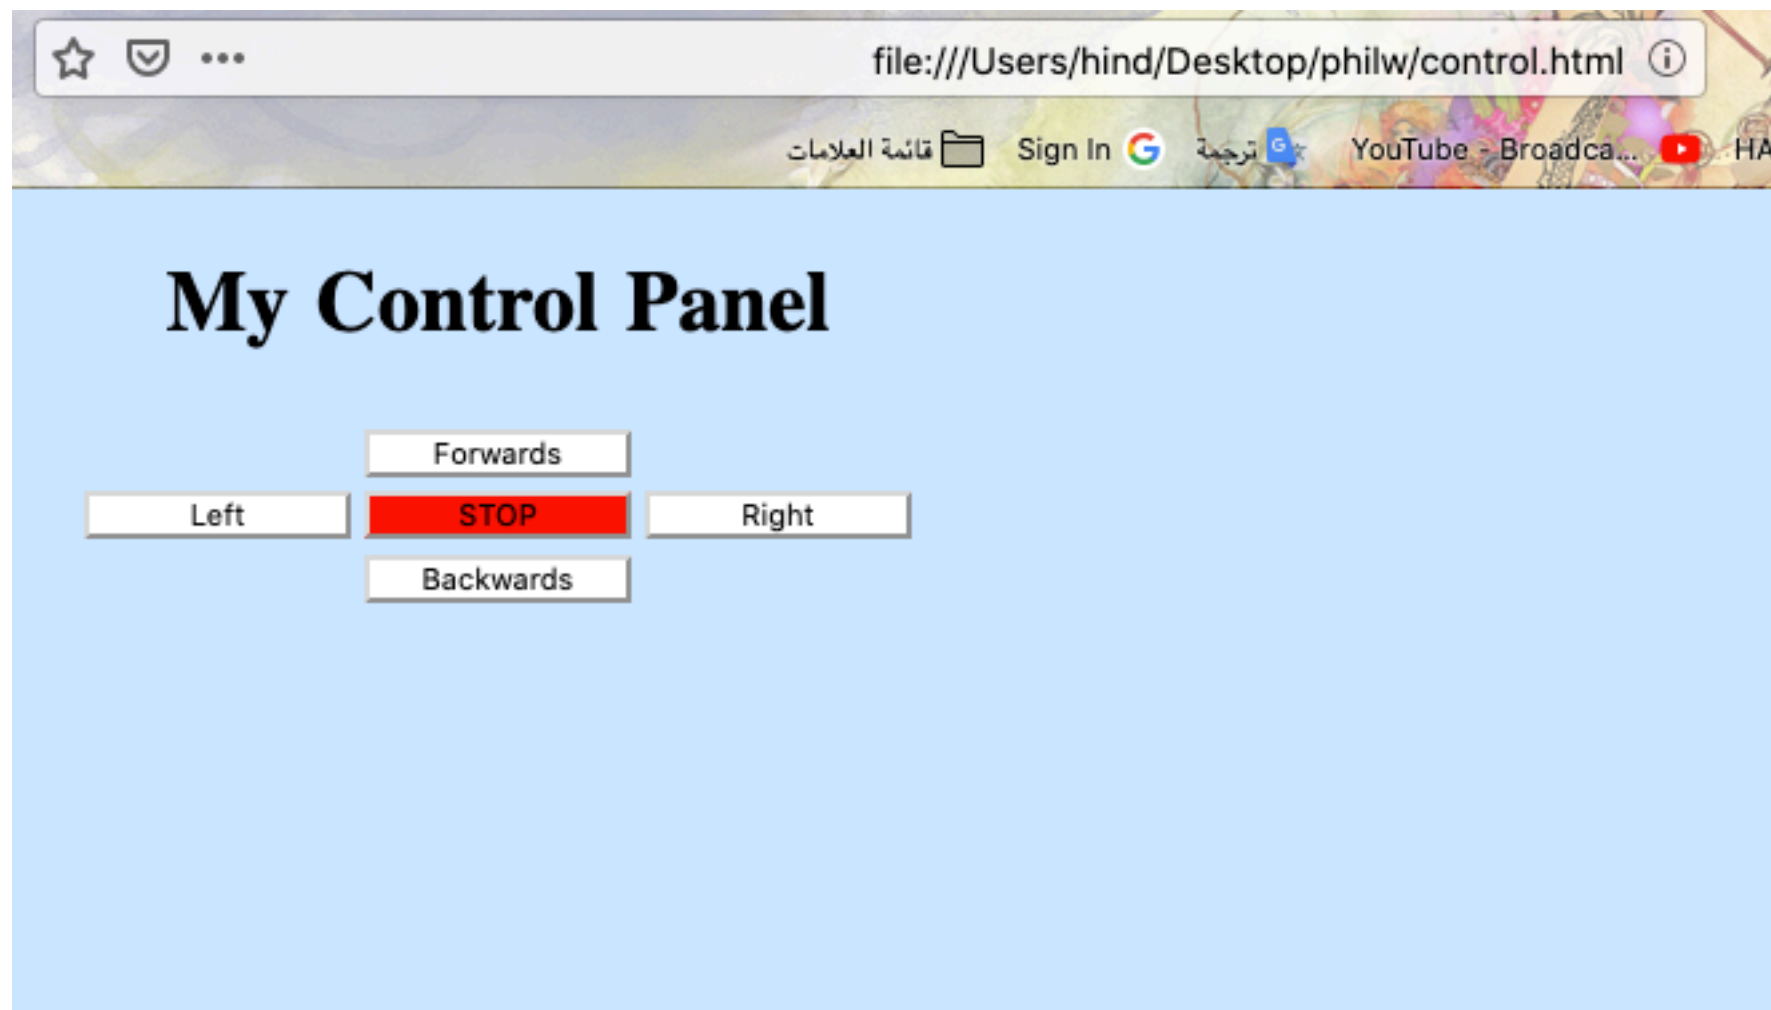 file:///Users/hind/Desktop/philw/control.html
قائمة العلامات Sign In ترجمة YouTube - Broadca... HA
My Control Panel
Forwards
Left STOP Right
Backwards